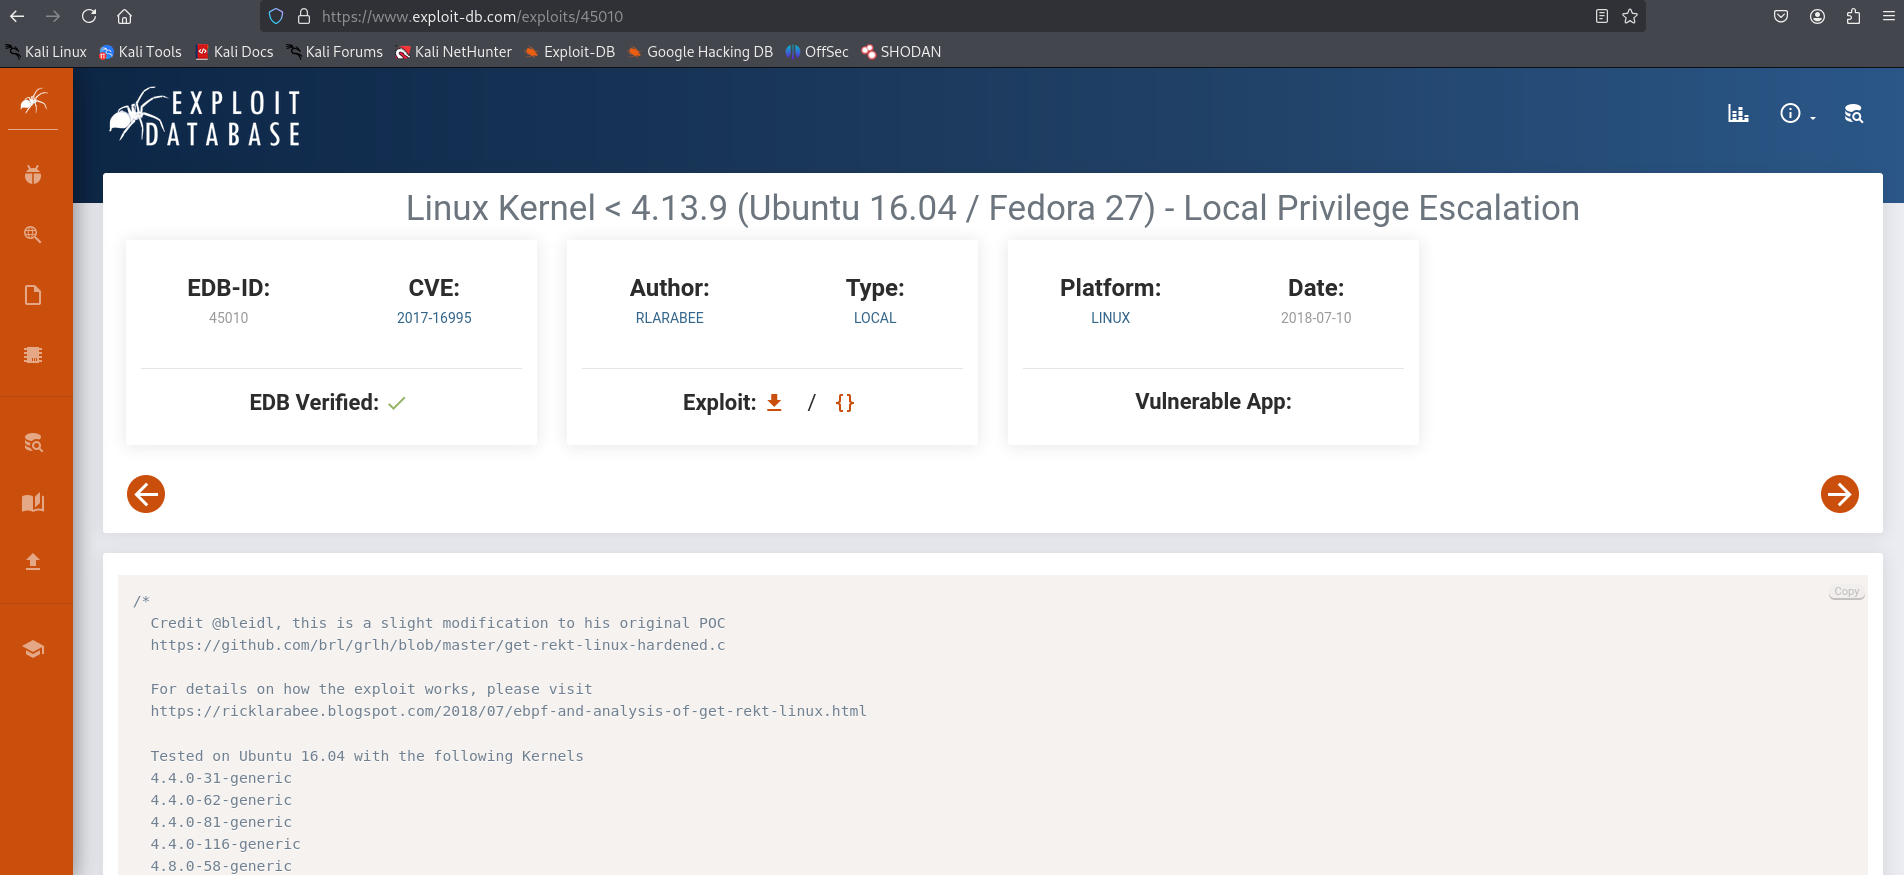 https://www.exploit-db.com/exploits/45010
Kali Linux Kali Tools Kali Docs Kali Forums Kali NetHunter Exploit-DB Google Hacking DB OffSec SHODAN
EXPLOIT
DATABASE
Linux Kernel < 4.13.9 (Ubuntu 16.04 / Fedora 27) - Local Privilege Escalation
EDB-ID: CVE: Author: Type: Platform: Date:
45010 2017-16995 RLARABEE LOCAL LINUX 2018-07-10
EDB Verified: Exploit: / {} Vulnerable App:
Copy
/*
Credit @bleidl, this is a slight modification to his original POC
https://github.com/brl/grlh/blob/master/get-rekt-linux-hardened.c
For details on how the exploit works, please visit
https://ricklarabee.blogspot.com/2018/07/ebpf-and-analysis-of-get-rekt-linux.html
Tested on Ubuntu 16.04 with the following Kernels
4.4.0-31-generic
4.4.0-62-generic
4.4.0-81-generic
4.4.0-116-generic
4.8.0-58-generic